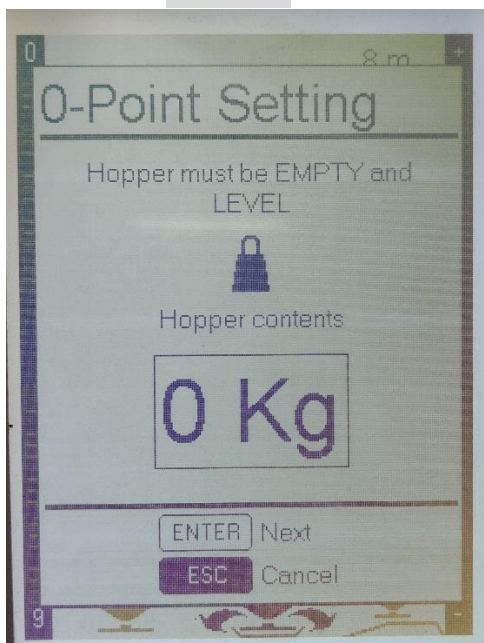 0
8 m
+
0-Point Setting
Hopper must be EMPTY and
LEVEL
Hopper contents
0 Kg
ENTER Next
ESC Cancel
9
-